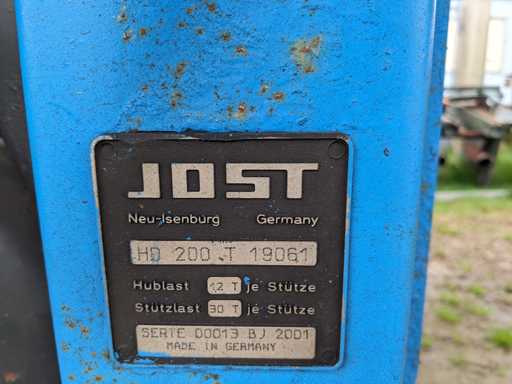 JOST
Neu-Isenburg Germany
HD 200 T 19061
Hublast 12 T je Stütze
Stützlast 30 T je Stütze
SERIE 00013 BJ 2001
MADE IN GERMANY